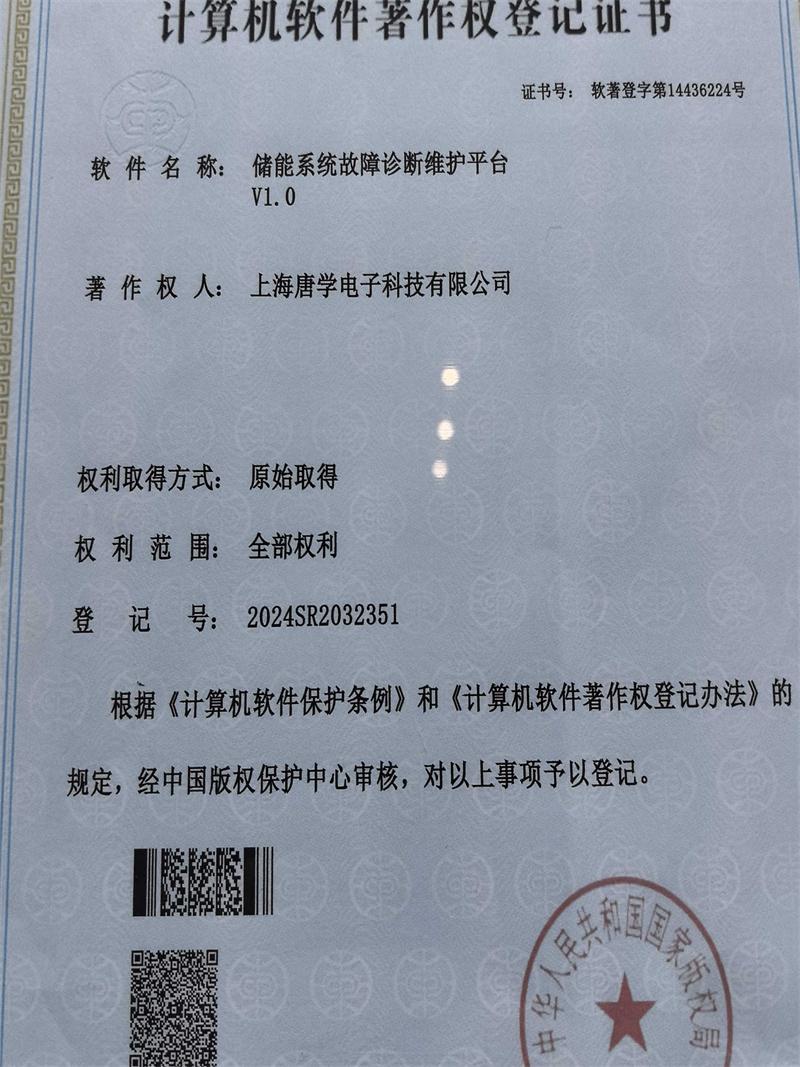 计算机软件著作权登记证书
证书号： 软著登字第14436224号
软件名称： 储能系统故障诊断维护平台
V1.0
著作权人： 上海唐学电子科技有限公司
权利取得方式： 原始取得
权利范围： 全部权利
登记号： 2024SR2032351
根据《计算机软件保护条例》和《计算机软件著作权登记办法》的
规定，经中国版权保护中心审核，对以上事项予以登记。
中华人民共和国国家版权局